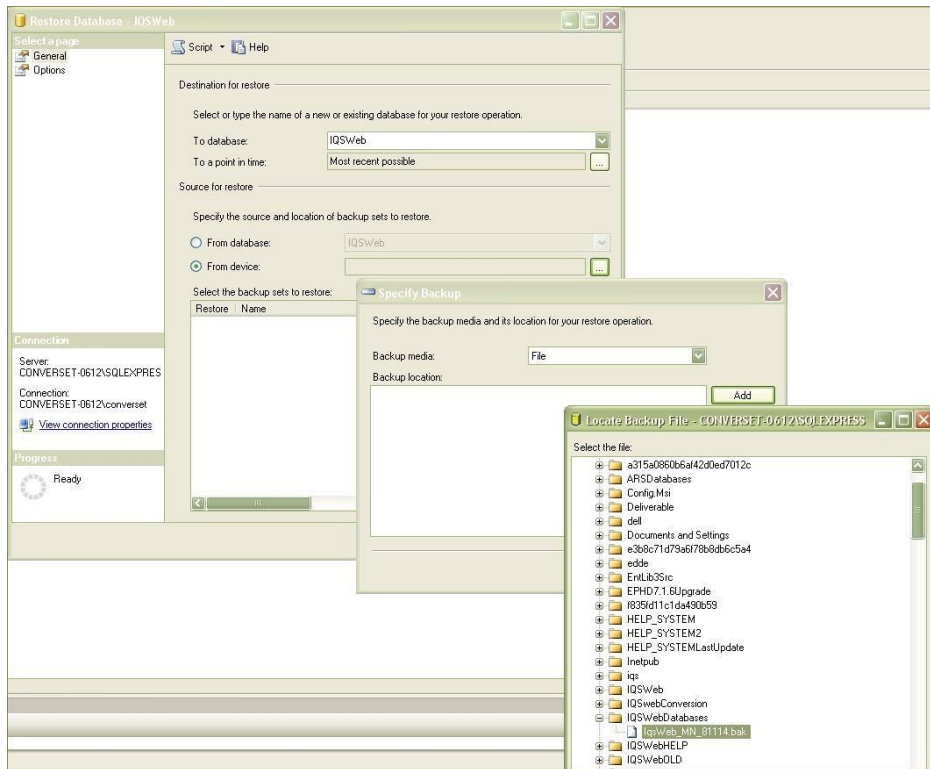 Restore Database - IQSWeb
Select a page
General
Options
Script
Help
Destination for restore
Select or type the name of a new or existing database for your restore operation.
To database: IQSWeb
To a point in time: Most recent possible ...
Source for restore
Specify the source and location of backup sets to restore.
From database: IQSWeb
From device: ...
Select the backup sets to restore:
Restore Name
Connection
Server:
CONVERSET-0612\SQLEXPRES
Connection:
CONVERSET-0612\converset
View connection properties
Progress
Ready
Specify Backup
Specify the backup media and its location for your restore operation.
Backup media: File
Backup location:
Add
Locate Backup File - CONVERSET-0612\SQLEXPRESS
Select the file:
a315a0860b6af42d0ed7012c
ARSDatabases
Config.Msi
Deliverable
dell
Documents and Settings
e3b8c71d79a6f78b8db6c5a4
edde
EntLib3Src
EPHD7.1.6Upgrade
f835fd11c1da490b59
HELP_SYSTEM
HELP_SYSTEM2
HELP_SYSTEMLastUpdate
Inetpub
iqs
IQSWeb
IQSwebConversion
IQSWebDatabases
IqsWeb_MN_81114.bak
IQSWebHELP
IQSWebOLD